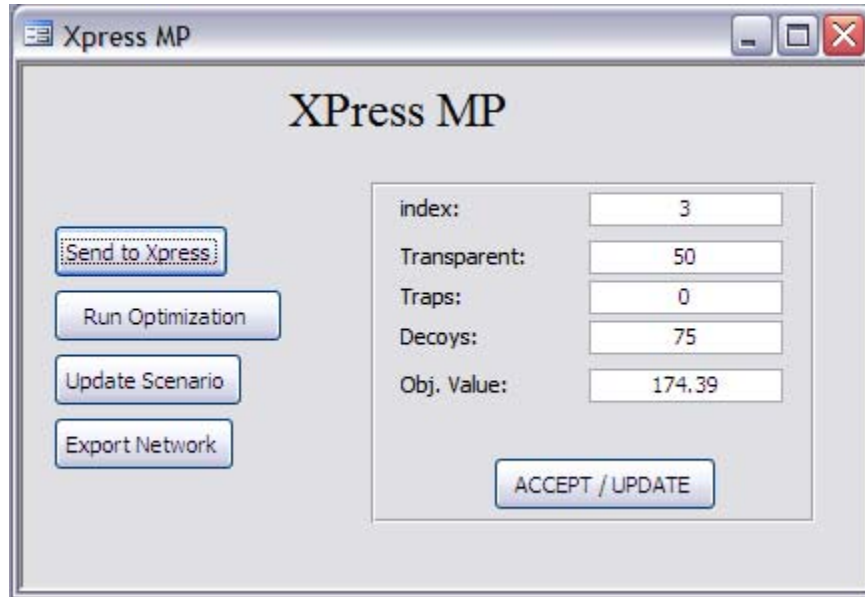 Xpress MP
XPress MP
Send to Xpress
Run Optimization
Update Scenario
Export Network
index: 3
Transparent: 50
Traps: 0
Decoys: 75
Obj. Value: 174.39
ACCEPT / UPDATE